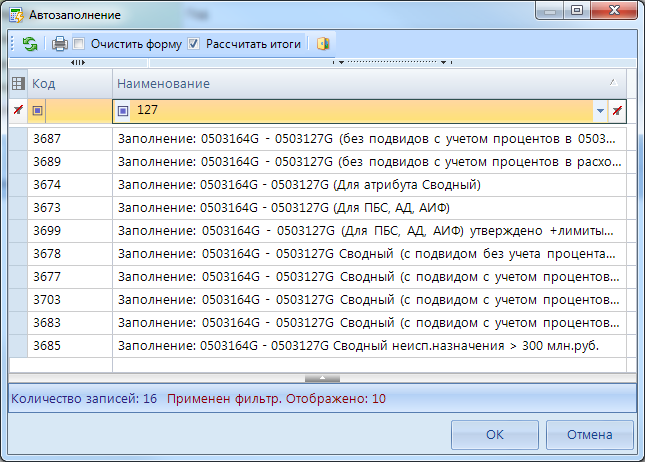 Автозаполнение
Очистить форму Рассчитать итоги
Код Наименование
127
3687 Заполнение: 0503164G - 0503127G (без подвидов с учетом процентов в 0503...
3689 Заполнение: 0503164G - 0503127G (без подвидов с учетом процентов в расхо...
3674 Заполнение: 0503164G - 0503127G (Для атрибута Сводный)
3673 Заполнение: 0503164G - 0503127G (Для ПБС, АД, АИФ)
3699 Заполнение: 0503164G - 0503127G (Для ПБС, АД, АИФ) утверждено +лимиты...
3678 Заполнение: 0503164G - 0503127G Сводный (с подвидом без учета процента...
3677 Заполнение: 0503164G - 0503127G Сводный (с подвидом с учетом процентов...
3703 Заполнение: 0503164G - 0503127G Сводный (с подвидом с учетом процентов...
3683 Заполнение: 0503164G - 0503127G Сводный (с подвидом с учетом процентов...
3685 Заполнение: 0503164G - 0503127G Сводный неисп.назначения > 300 млн.руб.
Количество записей: 16 Применен фильтр. Отображено: 10
ОК Отмена